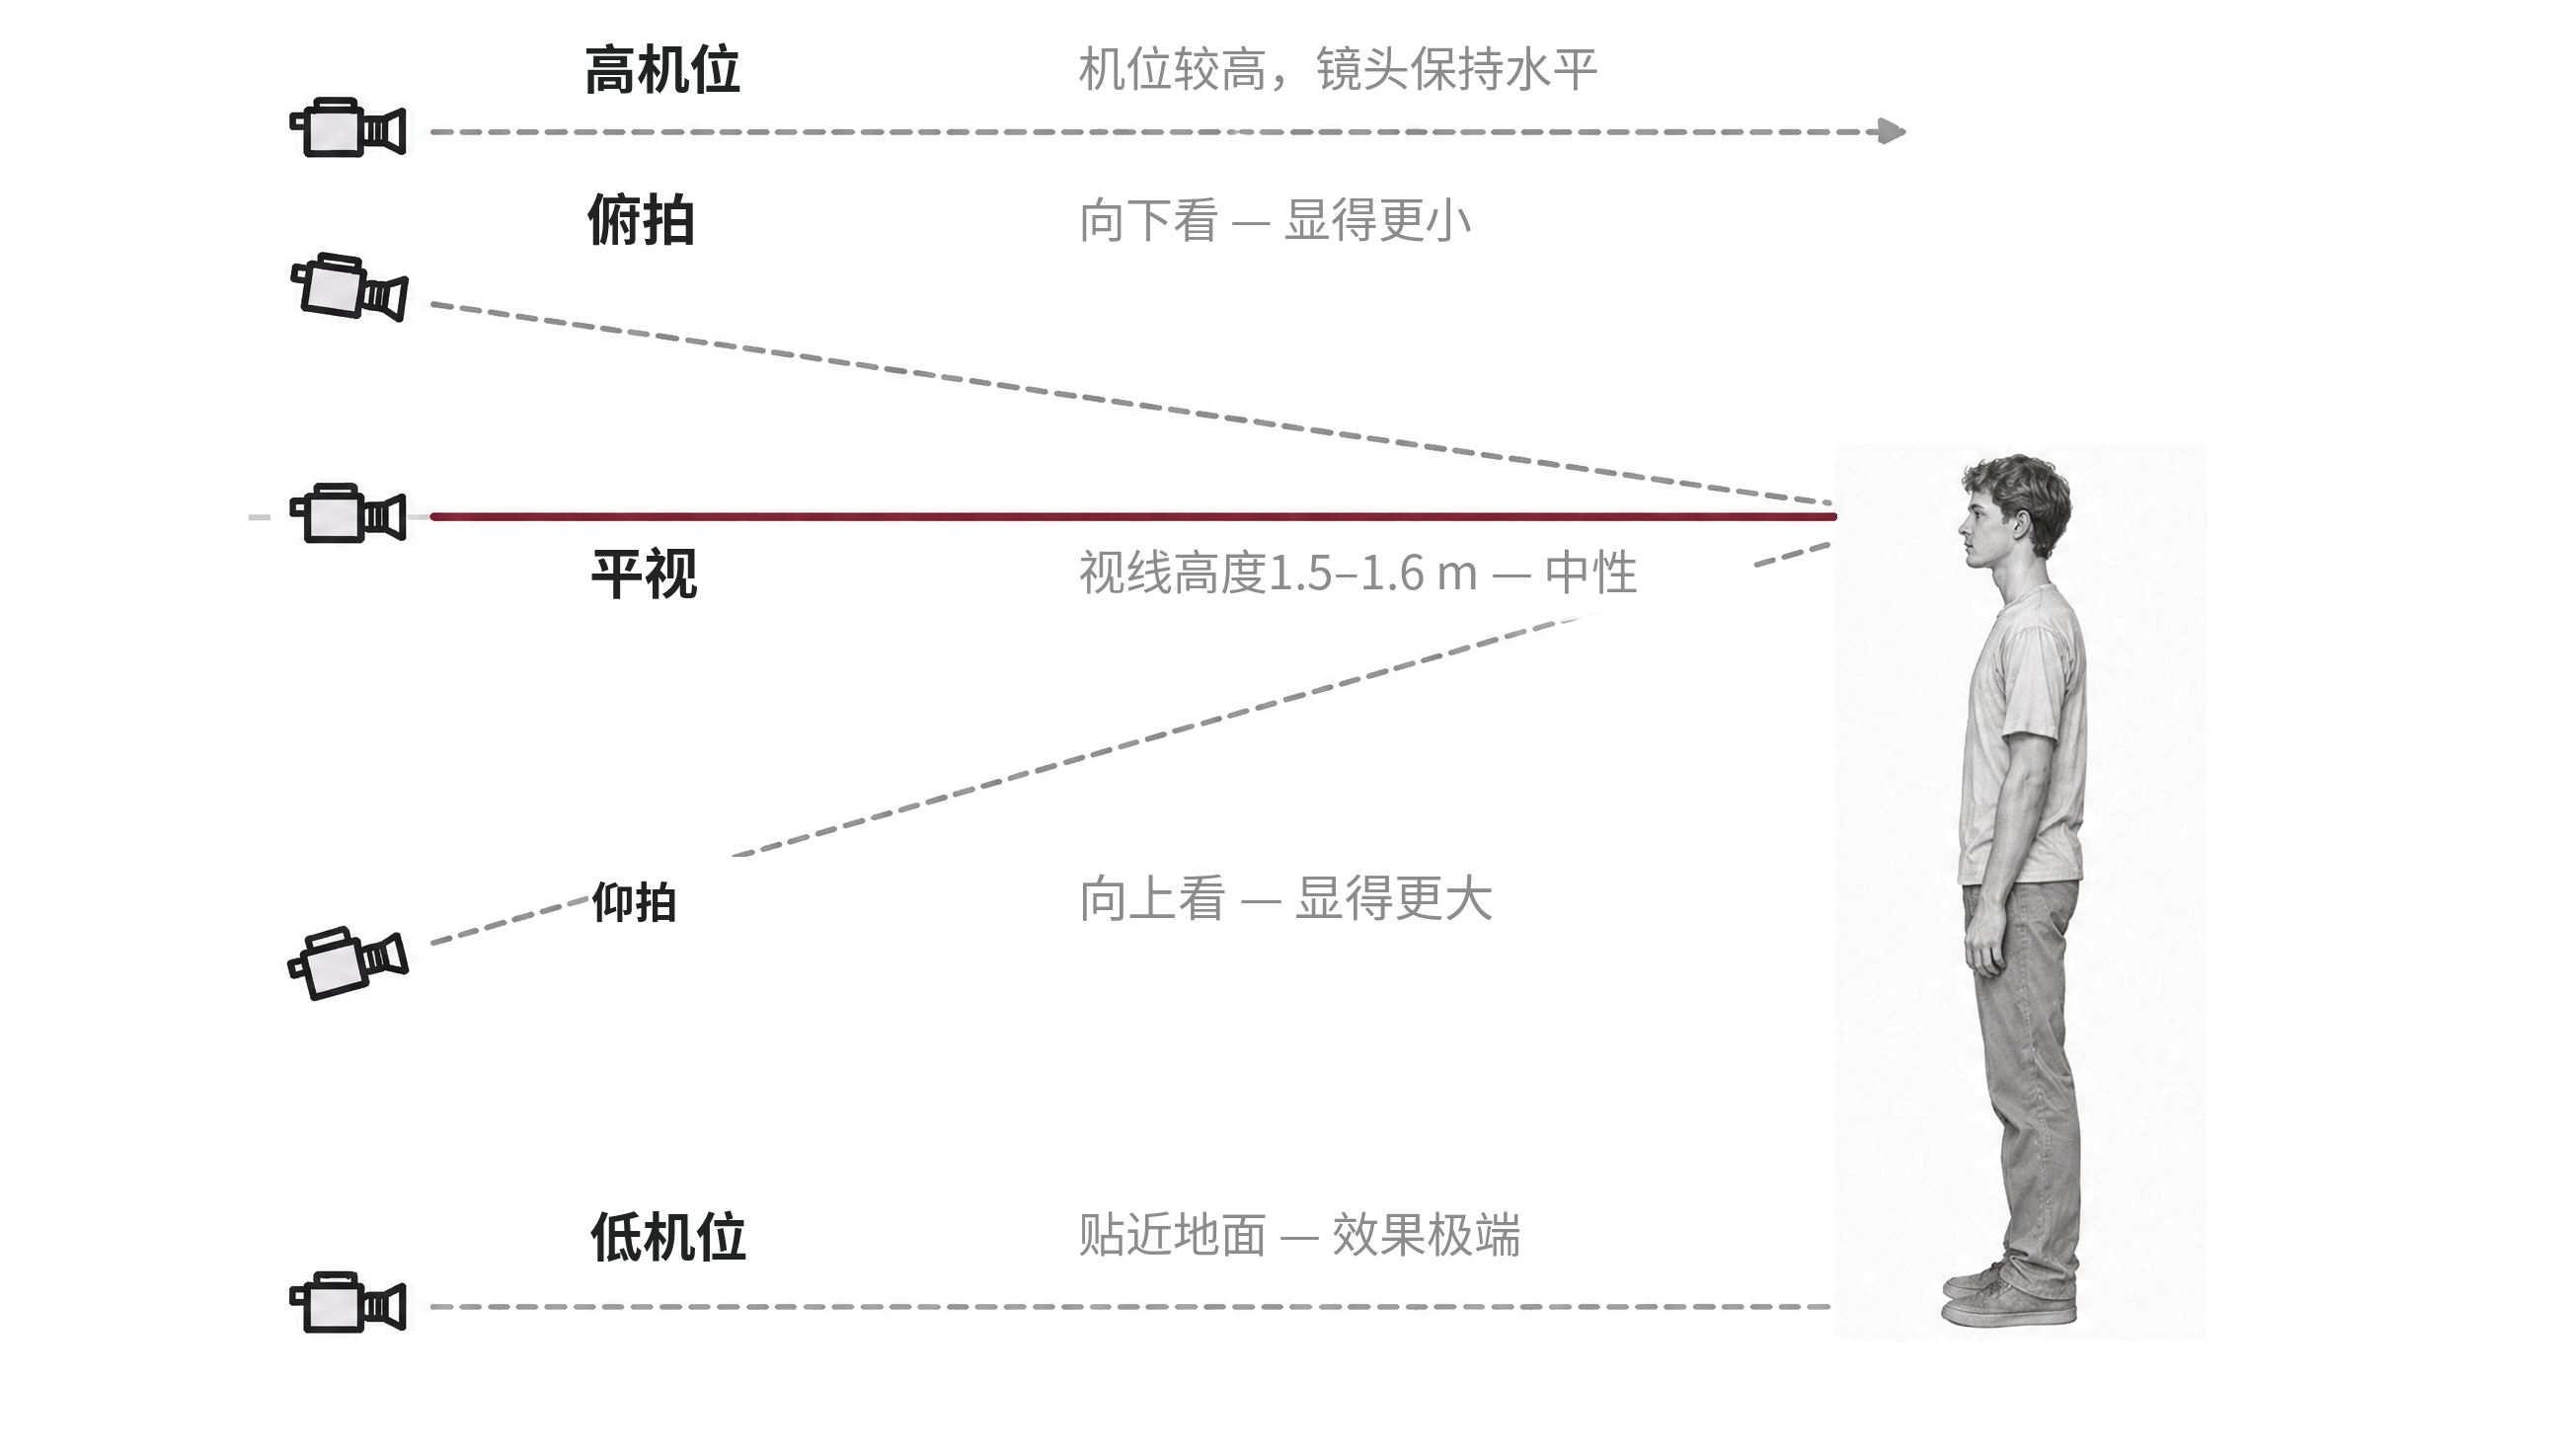 高机位
机位较高，镜头保持水平
俯拍
向下看 — 显得更小
平视
视线高度1.5–1.6 m — 中性
仰拍
向上看 — 显得更大
低机位
贴近地面 — 效果极端